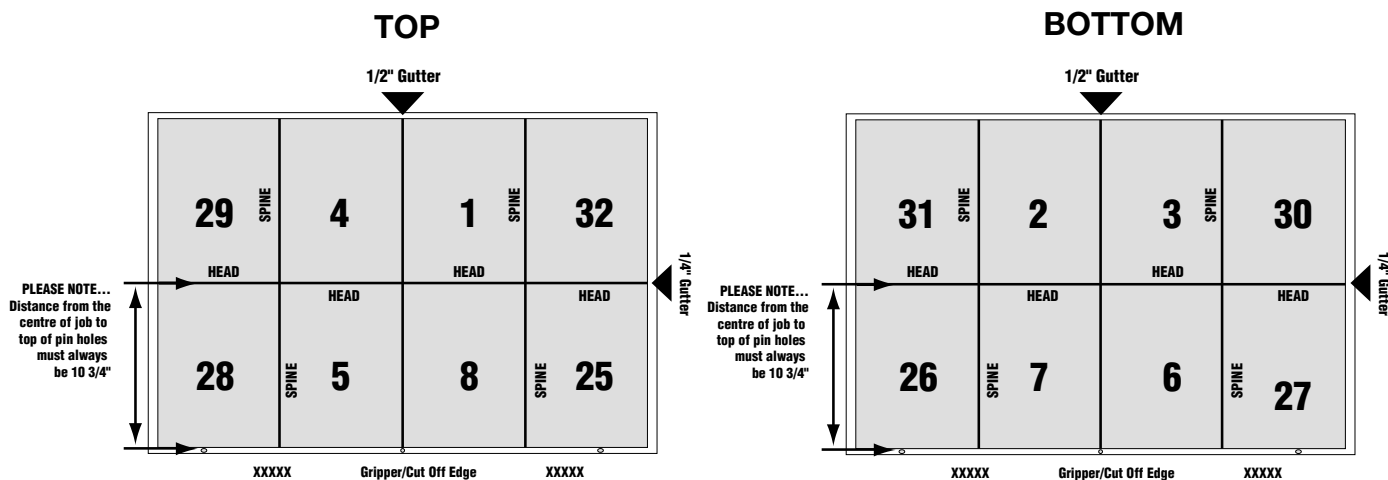 TOP
1/2" Gutter
29
SPINE
4
1
SPINE
32
HEAD
HEAD
HEAD
HEAD
1/4" Gutter
PLEASE NOTE...
Distance from the
centre of job to
top of pin holes
must always
be 10 3/4"
28
SPINE
5
8
SPINE
25
XXXXX
Gripper/Cut Off Edge
XXXXX
BOTTOM
1/2" Gutter
31
SPINE
2
3
SPINE
30
HEAD
HEAD
HEAD
HEAD
1/4" Gutter
PLEASE NOTE...
Distance from the
centre of job to
top of pin holes
must always
be 10 3/4"
26
SPINE
7
6
SPINE
27
XXXXX
Gripper/Cut Off Edge
XXXXX